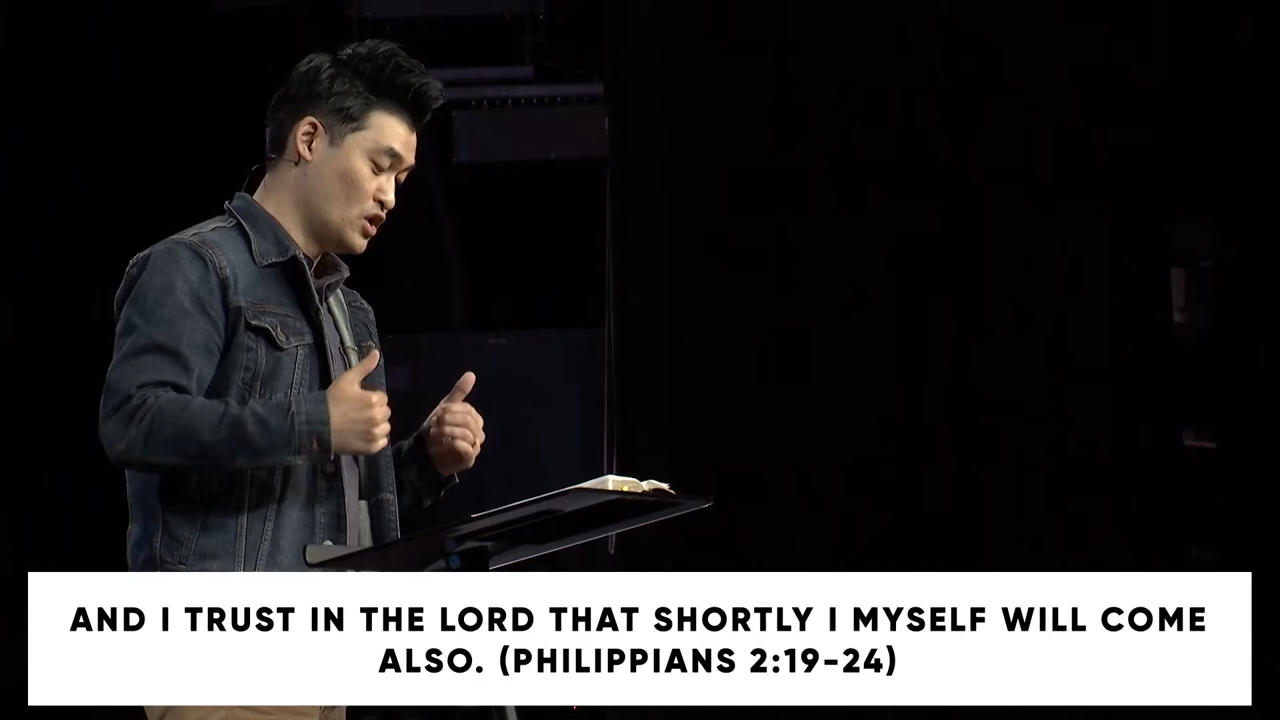 AND I TRUST IN THE LORD THAT SHORTLY I MYSELF WILL COME
ALSO. (PHILIPPIANS 2:19-24)